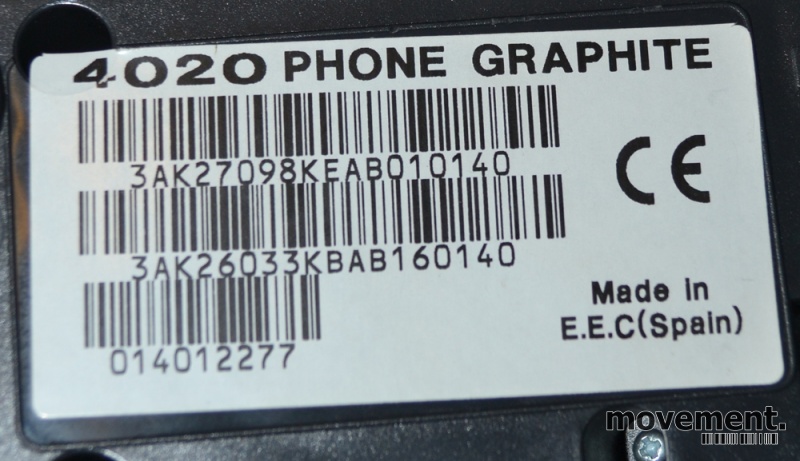 4020 PHONE GRAPHITE
3AK27098KEAB010140
3AK26033KBAB160140
014012277
CE
Made in
E.E.C(Spain)
movement.